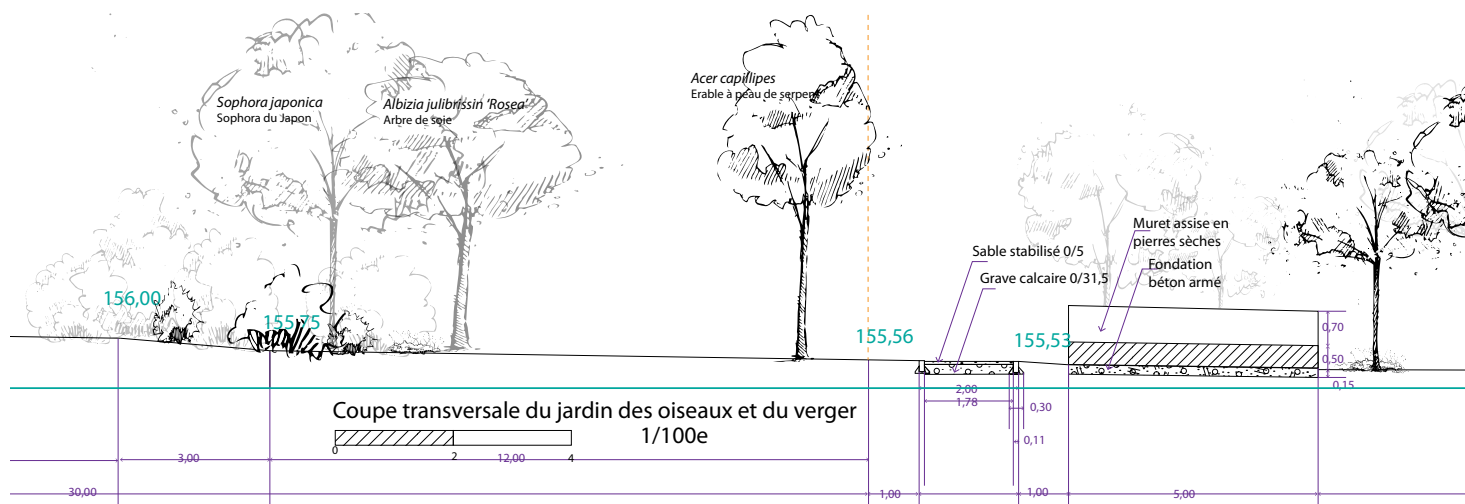 Sophora japonica
Sophora du Japon
Albizia julibrissin ‘Rosea’
Arbre de soie
Acer capillipes
Erable à peau de serpent
Muret assise en
pierres sèches
Sable stabilisé 0/5
Grave calcaire 0/31,5
Fondation
béton armé
156,00
155,75
155,56
155,53
0,70
0,50
0,15
2,00
1,78
0,30
0,11
Coupe transversale du jardin des oiseaux et du verger
1/100e
0 2 4
3,00
12,00
30,00
1,00
1,00
5,00